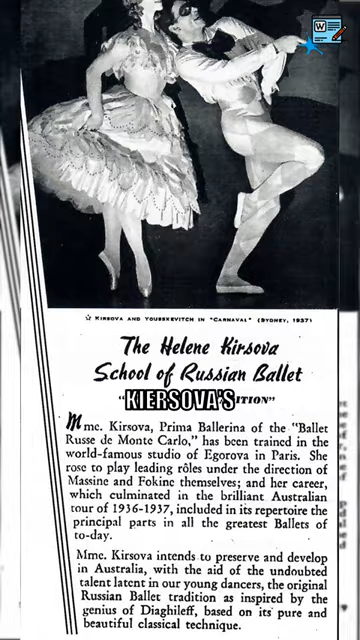 W
KIRSOVA AND YOUSKEVITCH IN "CARNAVAL" (SYDNEY, 1937)
The Helene Kirsova
School of Russian Ballet
KIERSOVA'S
Mme. Kirsova, Prima Ballerina of the "Ballet
Russe de Monte Carlo," has been trained in the
world-famous studio of Egorova in Paris. She
rose to play leading rôles under the direction of
Massine and Fokine themselves; and her career,
which culminated in the brilliant Australian
tour of 1936-1937, included in its repertoire the
principal parts in all the greatest Ballets of
to-day.
Mme. Kirsova intends to preserve and develop
in Australia, with the aid of the undoubted
talent latent in our young dancers, the original
Russian Ballet tradition as inspired by the
genius of Diaghileff, based on its pure and
beautiful classical technique.